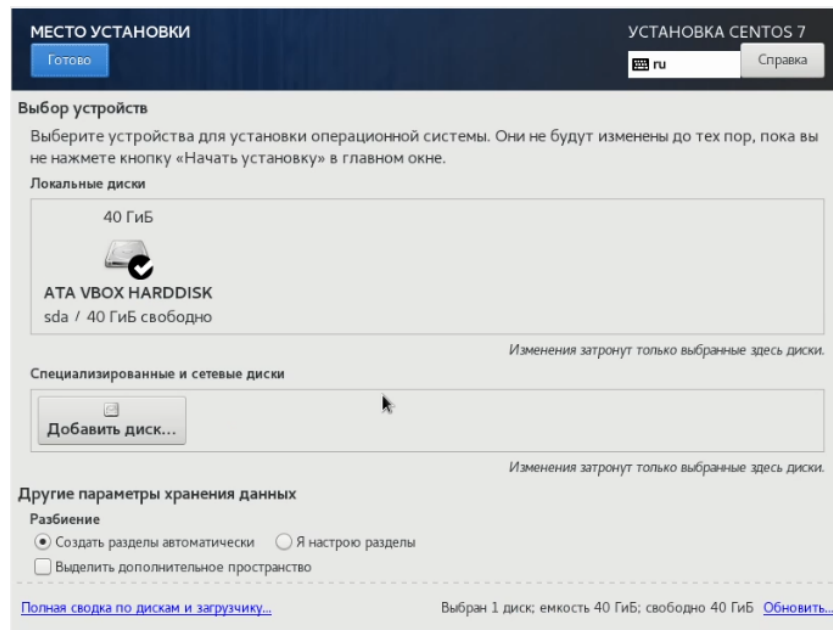 МЕСТО УСТАНОВКИ
УСТАНОВКА CENTOS 7
Готово
ru
Справка
Выбор устройств
Выберите устройства для установки операционной системы. Они не будут изменены до тех пор, пока вы
не нажмете кнопку «Начать установку» в главном окне.
Локальные диски
40 ГиБ
ATA VBOX HARDDISK
sda / 40 ГиБ свободно
Изменения затронут только выбранные здесь диски.
Специализированные и сетевые диски
Добавить диск...
Изменения затронут только выбранные здесь диски.
Другие параметры хранения данных
Разбиение
Создать разделы автоматически
Я настрою разделы
Выделить дополнительное пространство
Полная сводка по дискам и загрузчику...
Выбран 1 диск; емкость 40 ГиБ; свободно 40 ГиБ Обновить...